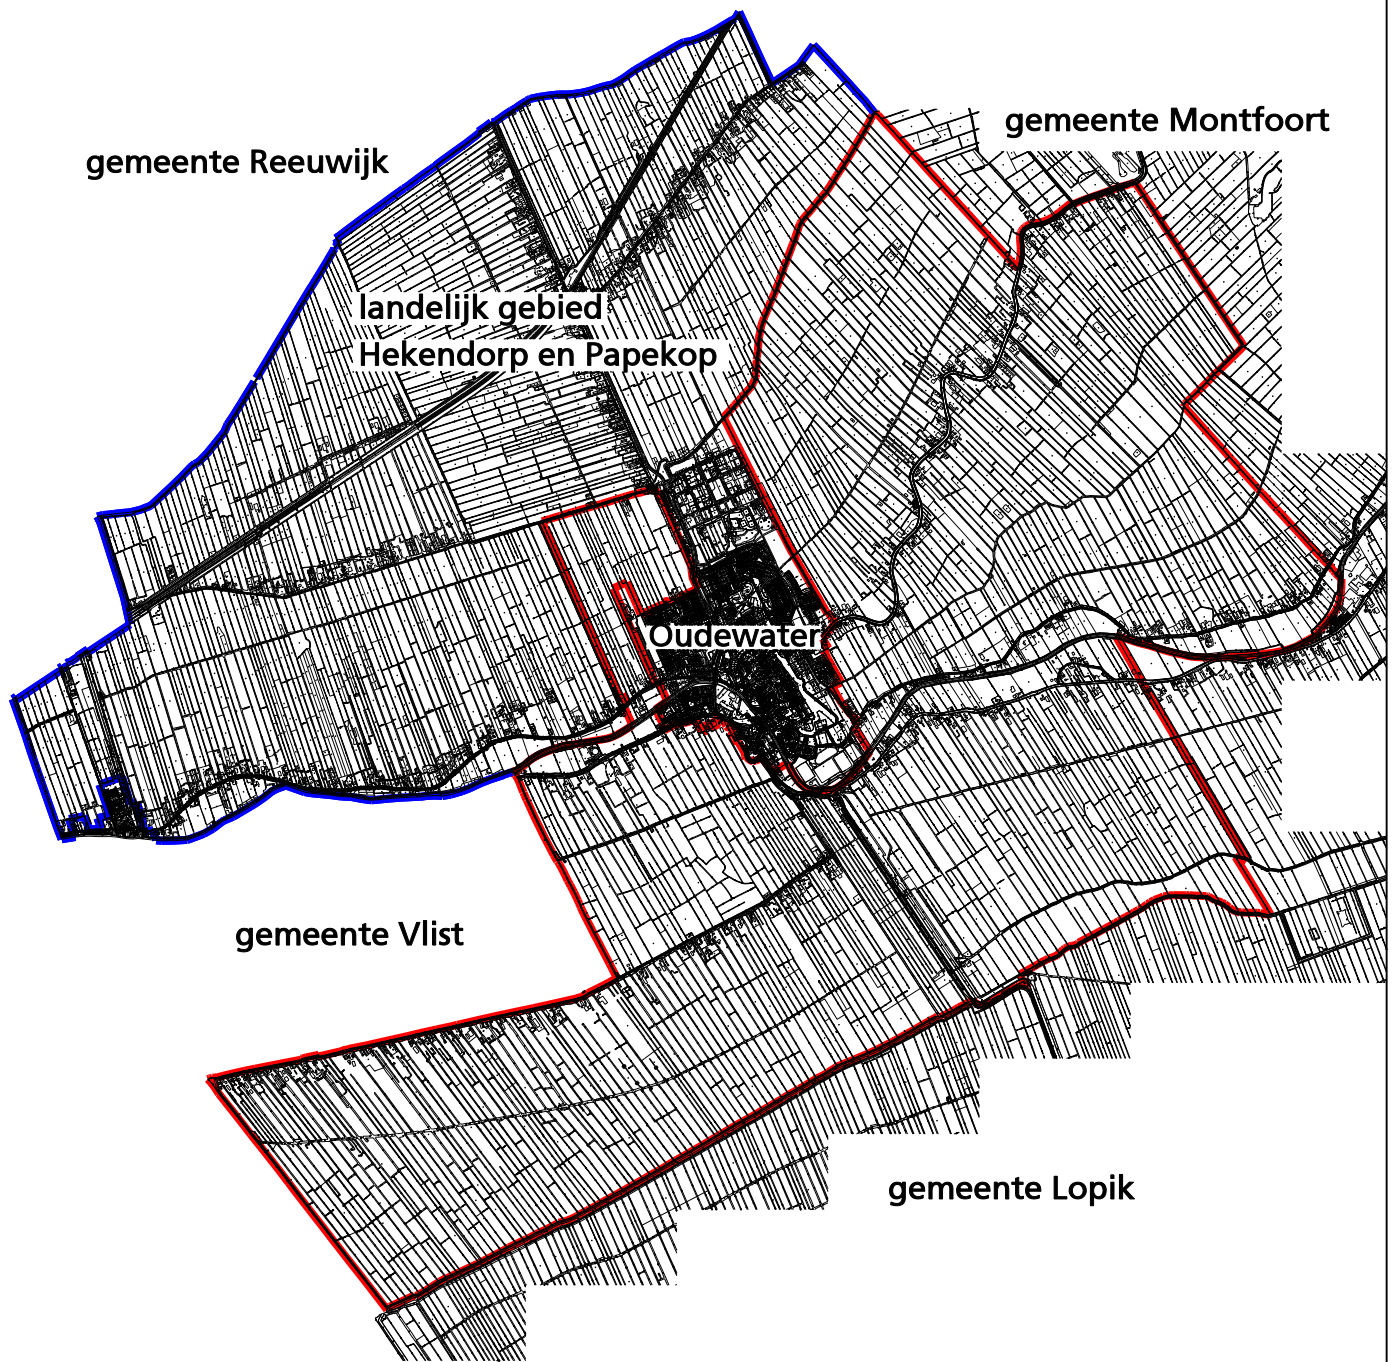 gemeente Montfoort
gemeente Reeuwijk
landelijk gebied
Hekendorp en Papekop
Oudewater
gemeente Vlist
gemeente Lopik